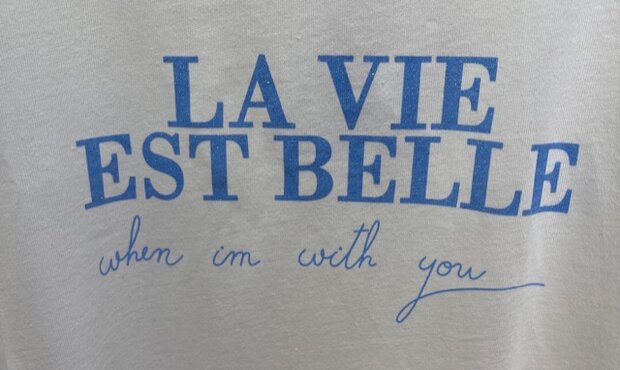 LA VIE
EST BELLE
when im with you